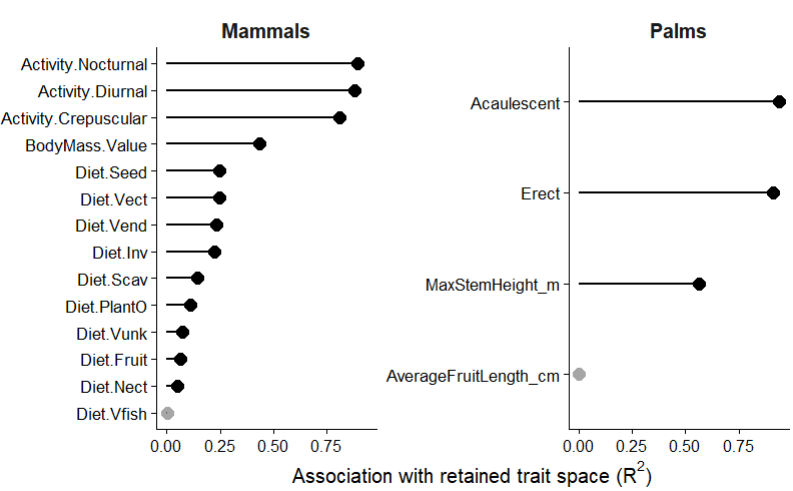 Mammals
Activity.Nocturnal
Activity.Diurnal
Activity.Crepuscular
BodyMass.Value
Diet.Seed
Diet.Vect
Diet.Vend
Diet.Inv
Diet.Scav
Diet.PlantO
Diet.Vunk
Diet.Fruit
Diet.Nect
Diet.Vfish
0.00 0.25 0.50 0.75
Palms
Acaulescent
Erect
MaxStemHeight_m
AverageFruitLength_cm
0.00 0.25 0.50 0.75
Association with retained trait space (R²)